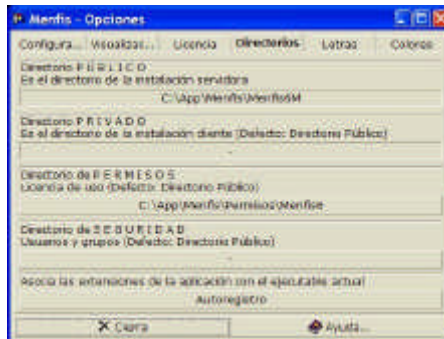 Menfis - Opciones
Configura... Visualizac... Licencia Directorios Letras Colores
Directorio P Ú B L I C O
Es el directorio de la instalación servidora
C:\App\Menfis\Menfis6M
Directorio P R I V A D O
Es el directorio de la instalación cliente (Defecto: Directorio Público)
Directorio de P E R M I S O S
Licencia de uso (Defecto: Directorio Público)
C:\App\Menfis\Permisos\Menfis6
Directorio de S E G U R I D A D
Usuarios y grupos (Defecto: Directorio Público)
Asocia las extensiones de la aplicación con el ejecutable actual
Autoregistro
Cierra Ayuda...